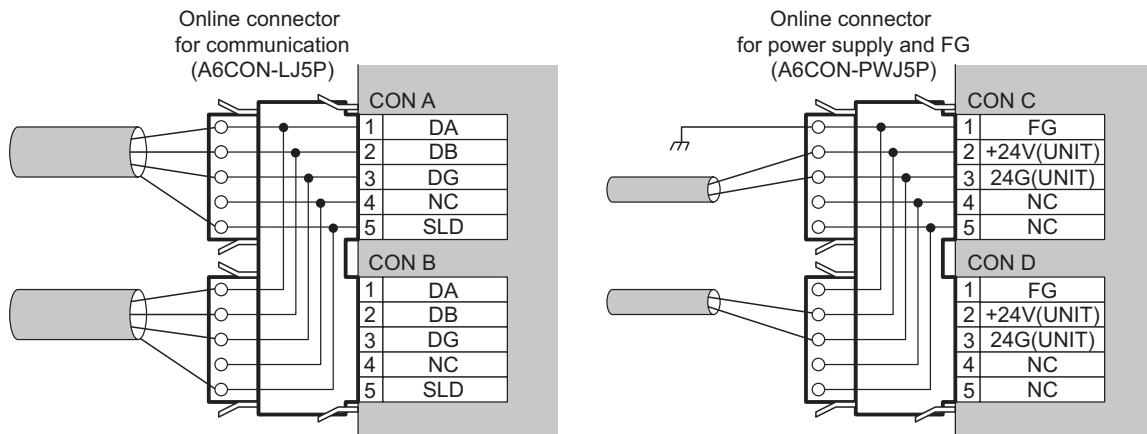 Online connector
for communication
(A6CON-LJ5P)
CON A
1 DA
2 DB
3 DG
4 NC
5 SLD
CON B
1 DA
2 DB
3 DG
4 NC
5 SLD
Online connector
for power supply and FG
(A6CON-PWJ5P)
CON C
1 FG
2 +24V(UNIT)
3 24G(UNIT)
4 NC
5 NC
CON D
1 FG
2 +24V(UNIT)
3 24G(UNIT)
4 NC
5 NC